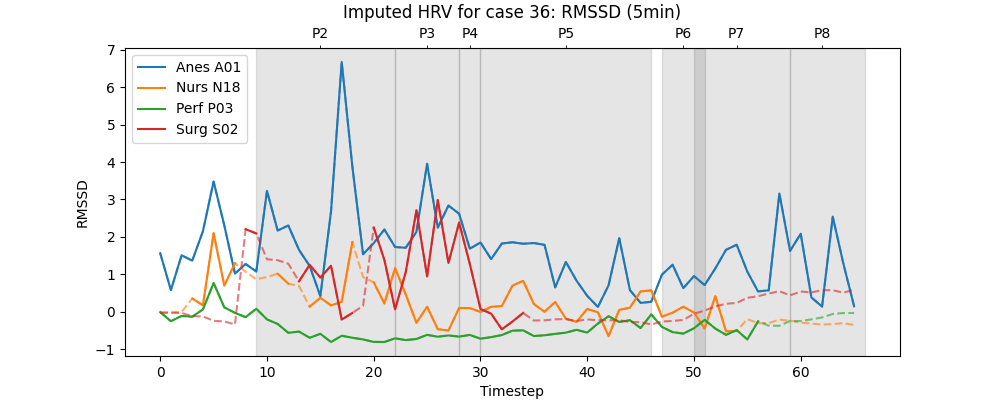 Imputed HRV for case 36: RMSSD (5min)
P2 P3 P4 P5 P6 P7 P8
Anes A01
Nurs N18
Perf P03
Surg S02
RMSSD
7
6
5
4
3
2
1
0
−1
0 10 20 30 40 50 60
Timestep